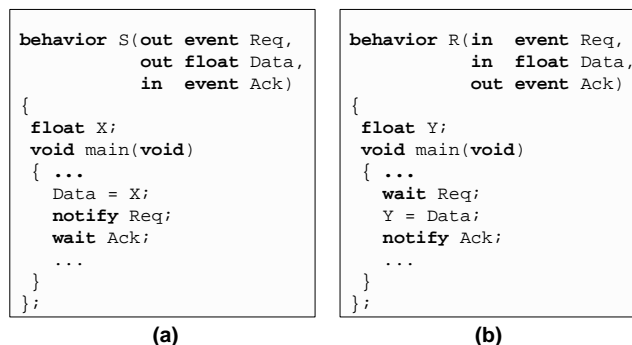 behavior S(out event Req,
           out float Data,
           in  event Ack)
{
 float X;
 void main(void)
 { ...
   Data = X;
   notify Req;
   wait Ack;
   ...
 }
};
(a)
behavior R(in  event Req,
           in  float Data,
           out event Ack)
{
 float Y;
 void main(void)
 { ...
   wait Req;
   Y = Data;
   notify Ack;
   ...
 }
};
(b)